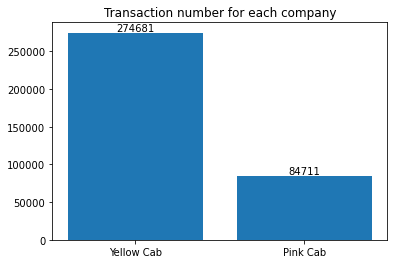 Transaction number for each company
274681
250000
200000
150000
100000
84711
50000
0
Yellow Cab
Pink Cab